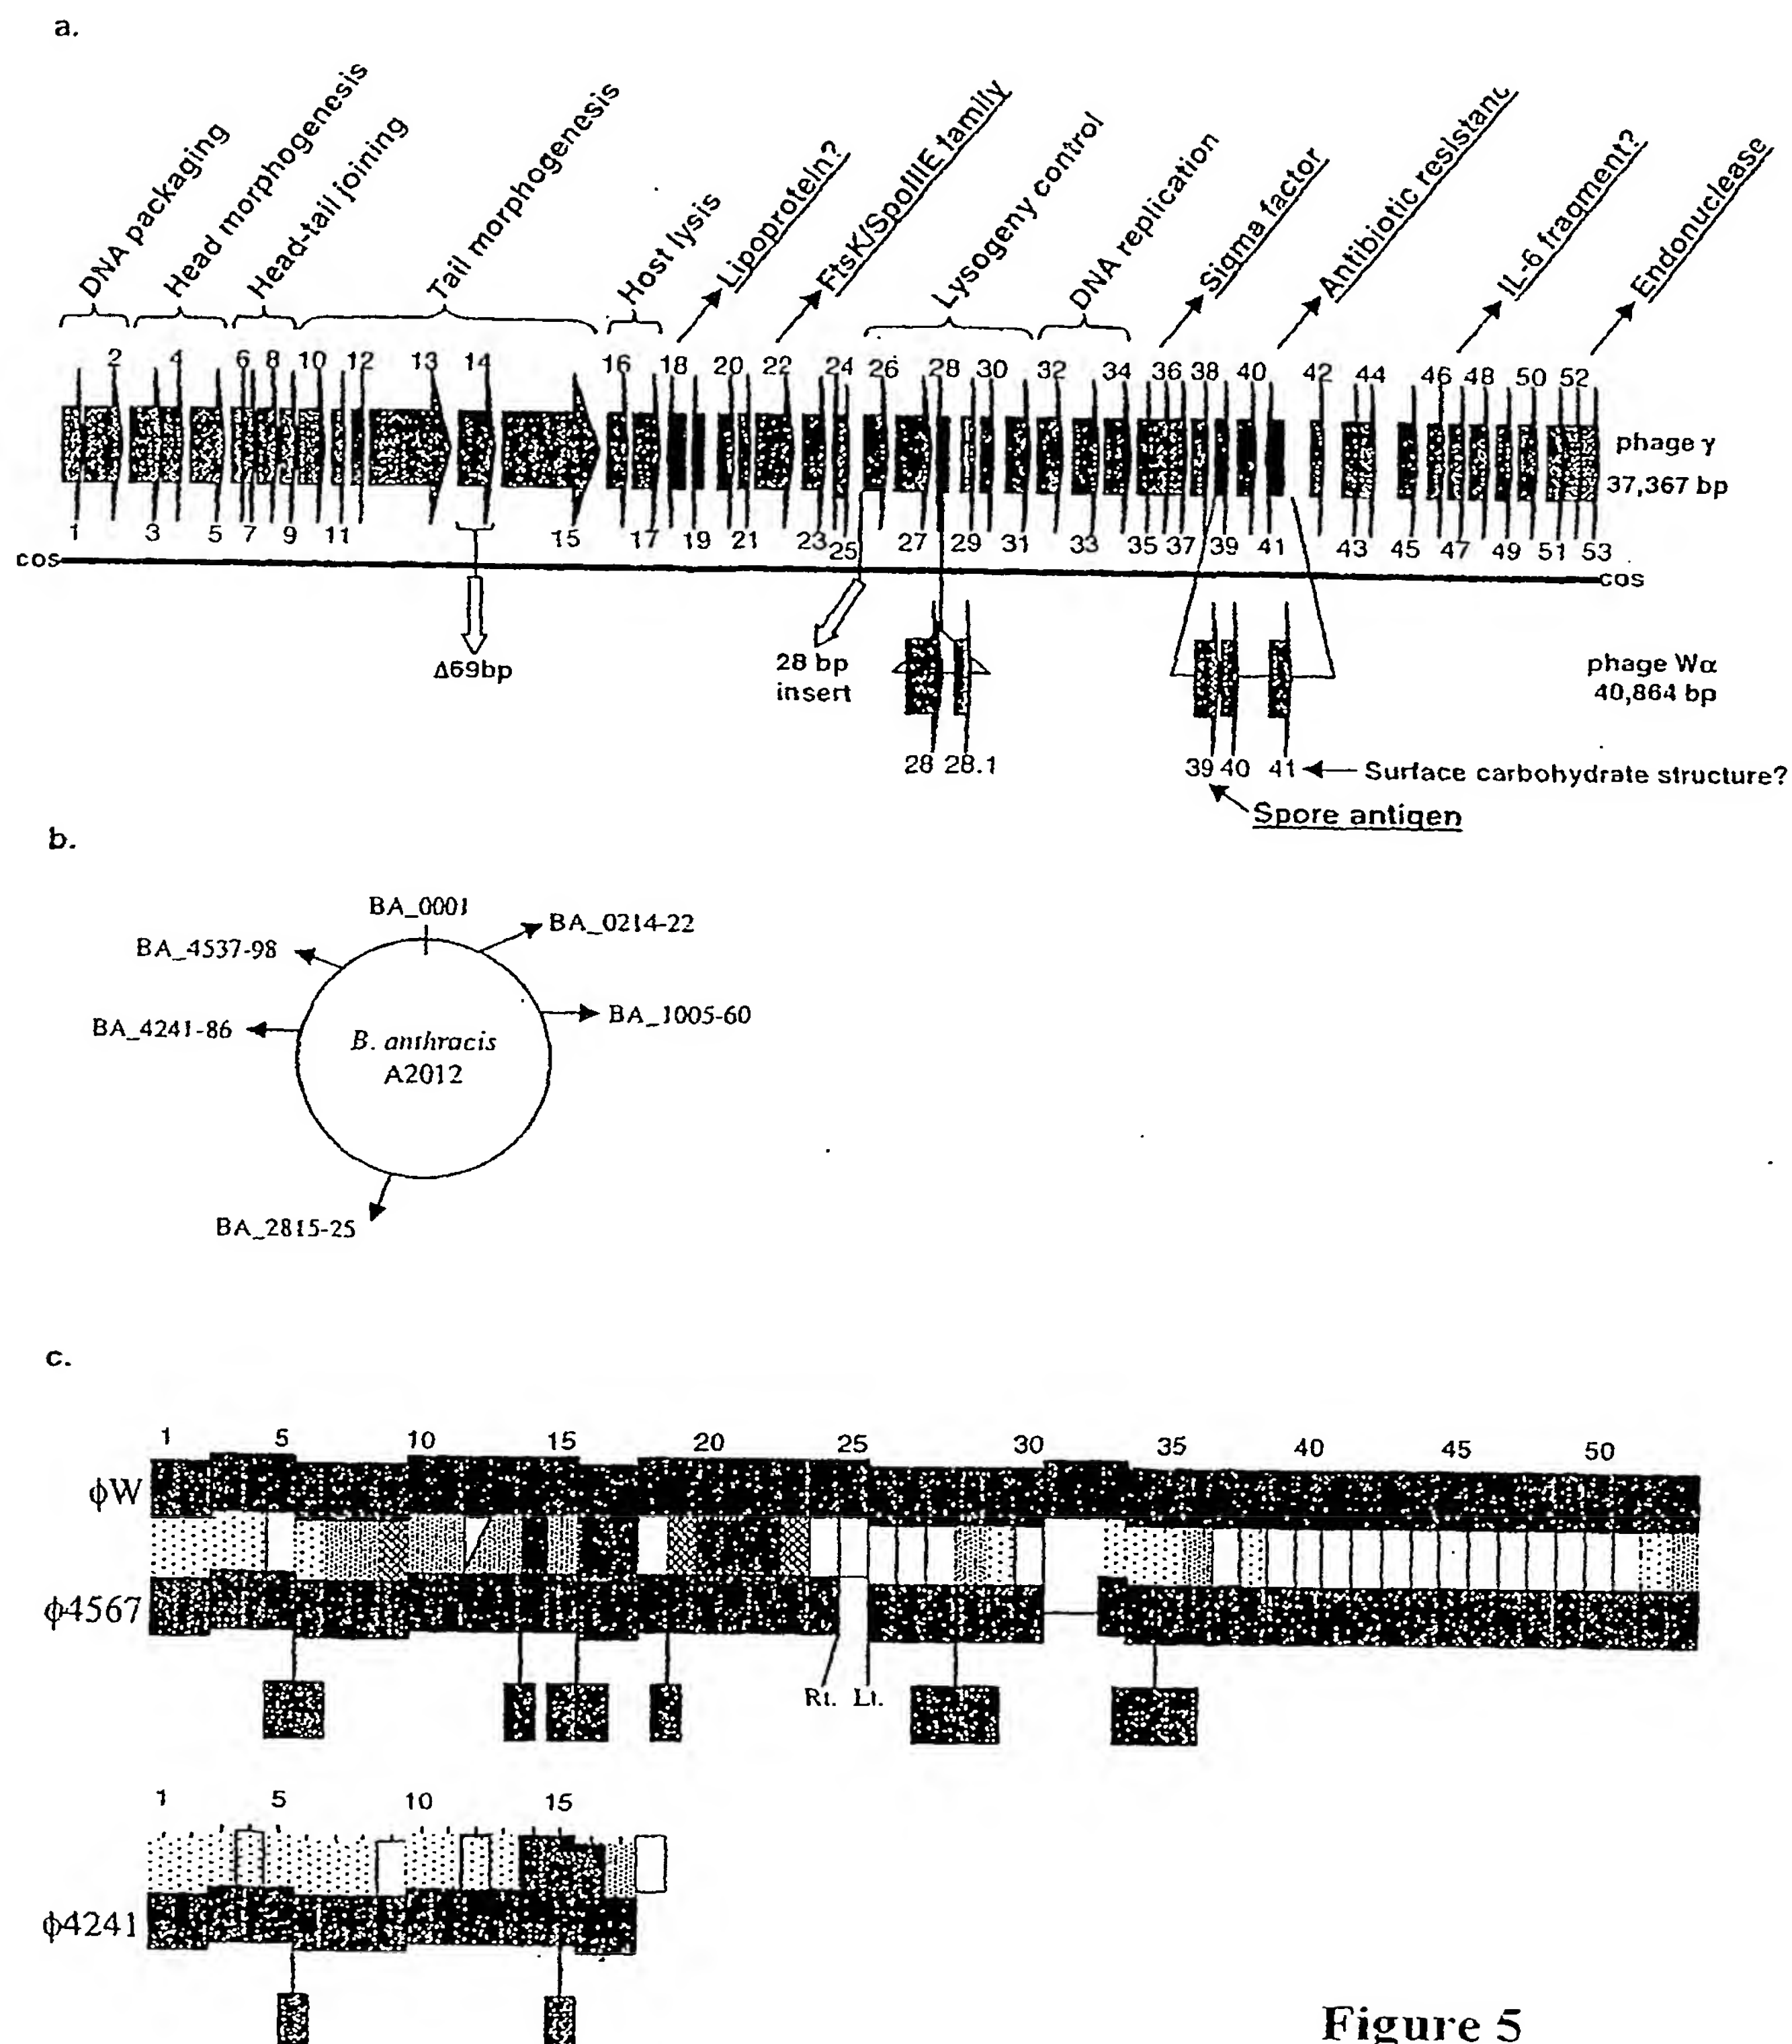 a.
DNA packaging
Head morphogenesis
Head-tail joining
Tail morphogenesis
Host lysis
Lipoprotein?
FtsK/SpoIIIE family
Lysogeny control
DNA replication
Sigma factor
Antibiotic resistanc
IL-6 fragment?
Endonuclease
2 4 6 8 10 12 13 14 16 18 20 22 24 26 28 30 32 34 36 38 40 42 44 46 48 50 52
phage γ
37,367 bp
1 3 5 7 9 11 15 17 19 21 23 25 27 29 31 33 35 37 39 41 43 45 47 49 51 53
cos cos
Δ69bp
28 bp
insert
phage Wα
40,864 bp
28 28.1
39 40 41 Surface carbohydrate structure?
Spore antigen
b.
BA_0001
BA_0214-22
BA_4537-98
BA_1005-60
BA_4241-86
B. anthracis
A2012
BA_2815-25
c.
1 5 10 15 20 25 30 35 40 45 50
ϕW
ϕ4567
Rt. Lt.
1 5 10 15
ϕ4241
Figure 5